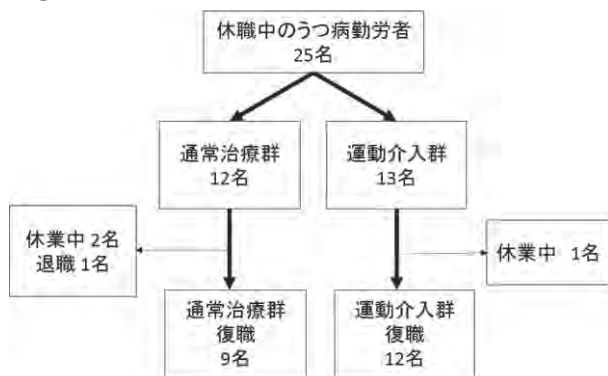 休職中のうつ病勤労者
25名
通常治療群
12名
運動介入群
13名
休業中 2名
退職 1名
休業中 1名
通常治療群
復職
9名
運動介入群
復職
12名